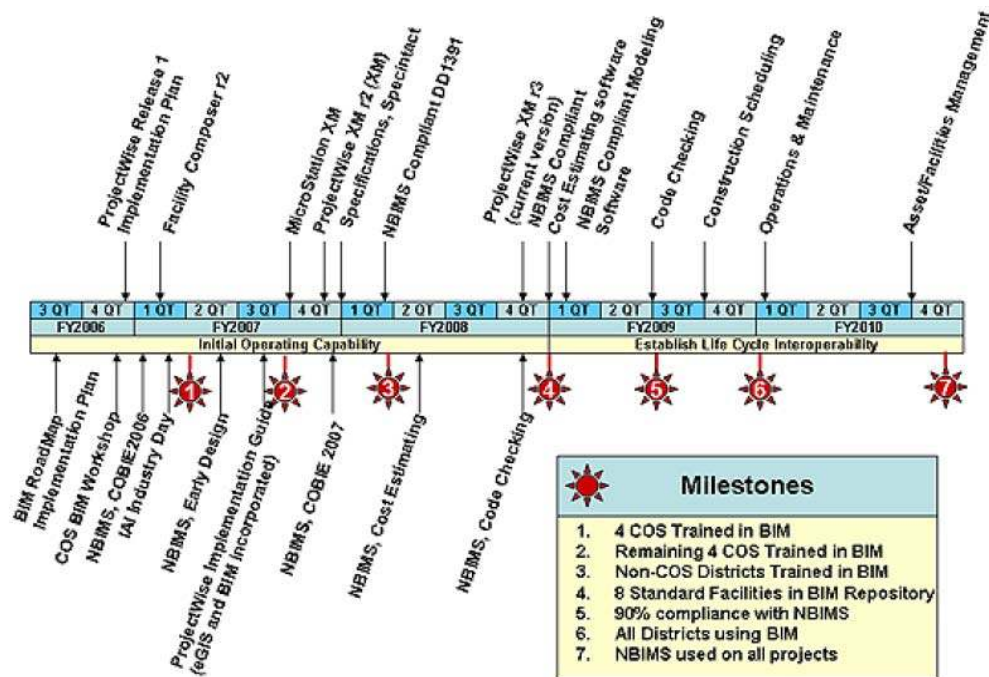 ProjectWise Release 1
Implementation Plan
Facility Composer r2
MicroStation XM
ProjectWise XM r2 (XM)
Specifications, Specintact
NBIMS Compliant DD1391
ProjectWise XM r3
(current version)
NBIMS Compliant
Cost Estimating software
NBIMS Compliant Modeling
Software
Code Checking
Construction Scheduling
Operations & Maintenance
Asset/Facilities Management
3 QT 4 QT 1 QT 2 QT 3 QT 4 QT 1 QT 2 QT 3 QT 4 QT 1 QT 2 QT 3 QT 4 QT 1 QT 2 QT 3 QT 4 QT
FY2006 FY2007 FY2008 FY2009 FY2010
Initial Operating Capability Establish Life Cycle Interoperability
1 2 3 4 5 6 7
BIM RoadMap
Implementation Plan
COS BIM Workshop
NBIMS, COBIE2006
IAI Industry Day
NBIMS, Early Design
ProjectWise Implementation Guide
(eGIS and BIM Incorporated)
NBIMS, COBIE 2007
NBIMS, Cost Estimating
NBIMS, Code Checking
Milestones
1. 4 COS Trained in BIM
2. Remaining 4 COS Trained in BIM
3. Non-COS Districts Trained in BIM
4. 8 Standard Facilities in BIM Repository
5. 90% compliance with NBIMS
6. All Districts using BIM
7. NBIMS used on all projects